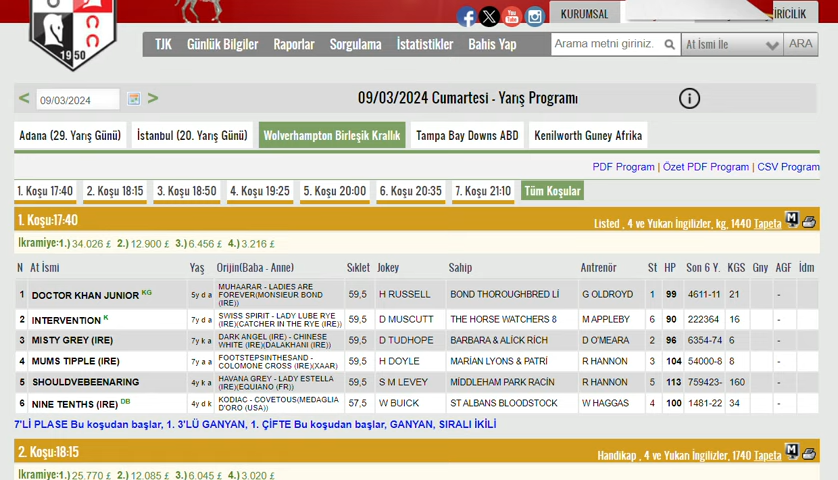 CC
1950
You Tube
KURUMSAL
İRİCİLİK
TJK Günlük Bilgiler Raporlar Sorgulama İstatistikler Bahis Yap Arama metni giriniz. At İsmi İle ARA
< 09/03/2024 >
09/03/2024 Cumartesi - Yarış Programı
Adana (29. Yarış Günü) İstanbul (20. Yarış Günü) Wolverhampton Birleşik Krallık Tampa Bay Downs ABD Kenilworth Guney Afrika
PDF Program | Özet PDF Program | CSV Program
1. Koşu 17:40 2. Koşu 18:15 3. Koşu 18:50 4. Koşu 19:25 5. Koşu 20:00 6. Koşu 20:35 7. Koşu 21:10 Tüm Koşular
1. Koşu:17:40 Listed , 4 ve Yukarı İngilizler, kg, 1440 Tapeta
Ikramiye:1.) 34.026 £ 2.) 12.900 £ 3.) 6.456 £ 4.) 3.216 £
N At İsmi Yaş Orijin(Baba - Anne) Sıklet Jokey Sahip Antrenör St HP Son 6 Y. KGS Gny AGF İdm
1 DOCTOR KHAN JUNIOR KG 5y d a MUHAARAR - LADIES ARE FOREVER(MONSIEUR BOND (IRE)) 59,5 H RUSSELL BOND THOROUGHBRED Lİ G OLDROYD 1 99 4611-11 21 -
2 INTERVENTION K 7y d a SWISS SPIRIT - LADY LUBE RYE (IRE)(CATCHER IN THE RYE (IRE)) 59,5 D MUSCUTT THE HORSE WATCHERS 8 M APPLEBY 6 90 222364 16 -
3 MISTY GREY (IRE) 7y k a DARK ANGEL (IRE) - CHINESE WHITE (IRE)(DALAKHANI (IRE)) 59,5 D TUDHOPE BARBARA & ALİCK RİCH D O'MEARA 2 96 6354-74 6 -
4 MUMS TIPPLE (IRE) 7y a a FOOTSTEPSINTHESAND - COLOMONE CROSS (IRE)(XAAR) 59,5 H DOYLE MARİAN LYONS & PATRİ R HANNON 3 104 54000-8 8 -
5 SHOULDVEBEENARING 4y k a HAVANA GREY - LADY ESTELLA (IRE)(EQUIANO (FR)) 59,5 S M LEVEY MİDDLEHAM PARK RACİN R HANNON 5 113 759423- 160 -
6 NINE TENTHS (IRE) DB 4y d k KODIAC - COVETOUS(MEDAGLIA D'ORO (USA)) 57,5 W BUICK ST ALBANS BLOODSTOCK W HAGGAS 4 100 1481-22 34 -
7'Lİ PLASE Bu koşudan başlar, 1. 3'LÜ GANYAN, 1. ÇİFTE Bu koşudan başlar, GANYAN, SIRALI İKİLİ
2. Koşu:18:15 Handikap , 4 ve Yukarı İngilizler, 1740 Tapeta
Ikramiye:1.) 25.770 £ 2.) 12.085 £ 3.) 6.045 £ 4.) 3.020 £